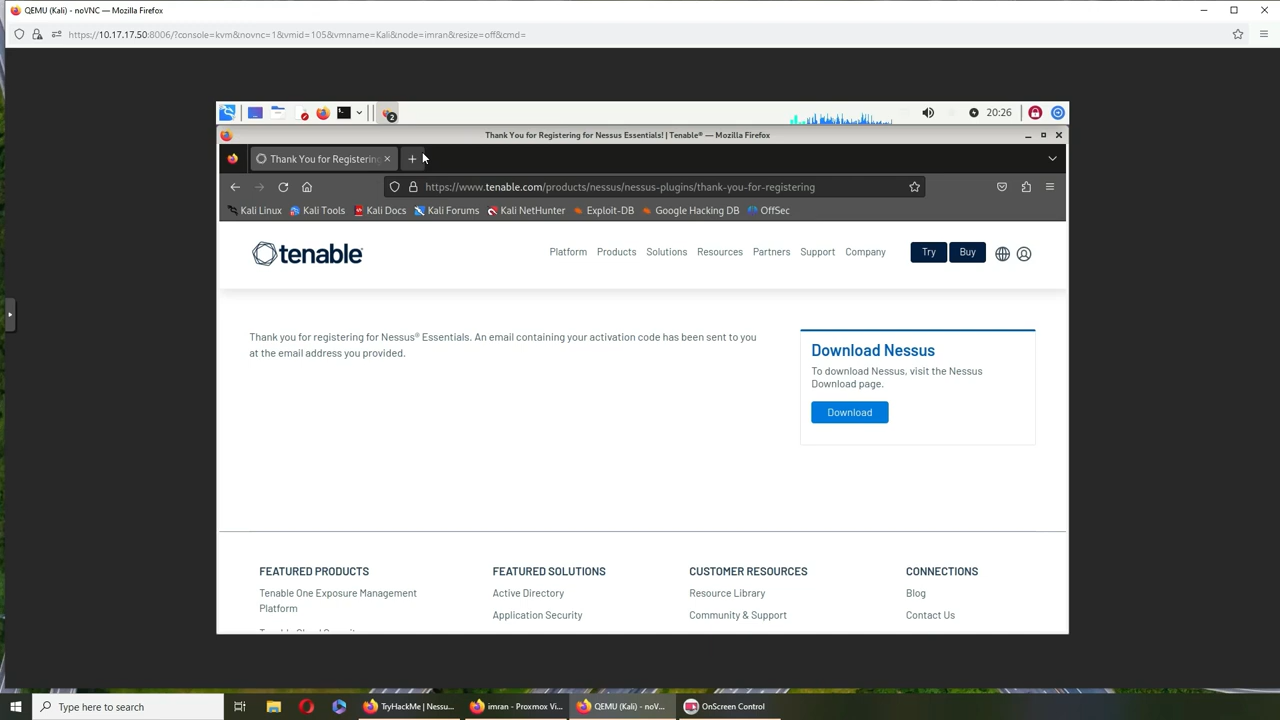 QEMU (Kali) - noVNC — Mozilla Firefox
https://10.17.17.50:8006/?console=kvm&novnc=1&vmid=105&vmname=Kali&node=imran&resize=off&cmd=
2
20:26
Thank You for Registering for Nessus Essentials! | Tenable® — Mozilla Firefox
Thank You for Registering
https://www.tenable.com/products/nessus/nessus-plugins/thank-you-for-registering
Kali Linux Kali Tools Kali Docs Kali Forums Kali NetHunter Exploit-DB Google Hacking DB OffSec
tenable
Platform Products Solutions Resources Partners Support Company Try Buy
Thank you for registering for Nessus® Essentials. An email containing your activation code has been sent to you
at the email address you provided.
Download Nessus
To download Nessus, visit the Nessus
Download page.
Download
FEATURED PRODUCTS FEATURED SOLUTIONS CUSTOMER RESOURCES CONNECTIONS
Tenable One Exposure Management
Platform
Active Directory Resource Library Blog
Application Security Community & Support Contact Us
Type here to search
TryHackMe | Nessu...
imran - Proxmox Vi...
QEMU (Kali) - noV...
OnScreen Control